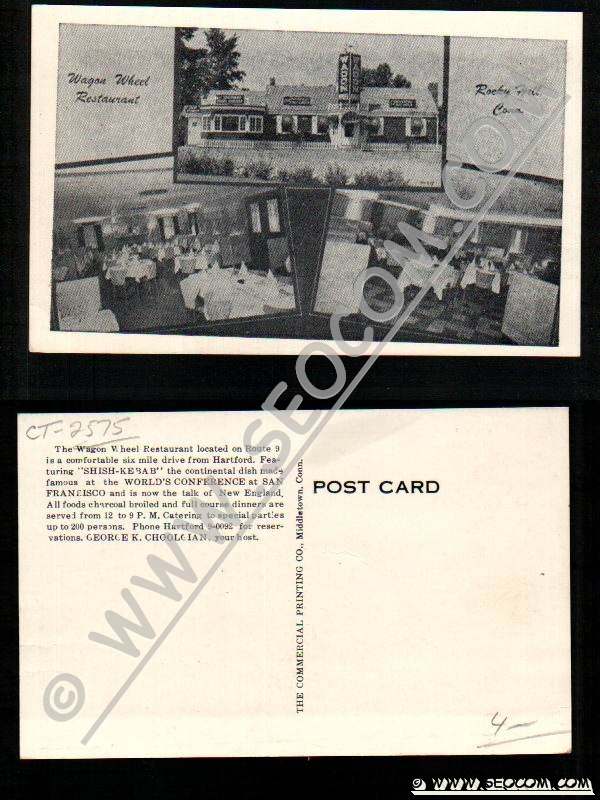 Wagon Wheel
Restaurant
Rocky Hill
Conn
CT-2575
The Wagon Wheel Restaurant located on Route 9
is a comfortable six mile drive from Hartford. Fea-
turing "SHISH-KEBAB" the continental dish made
famous at the WORLD'S CONFERENCE at SAN
FRANCISCO and is now the talk of New England.
All foods charcoal broiled and full course dinners are
served from 12 to 9 P. M. Catering to special parties
up to 200 persons. Phone Hartford 9-0092 for reser-
vations. GEORGE K. CHOOLGIAN, your host.
THE COMMERCIAL PRINTING CO., Middletown, Conn.
POST CARD
4—
© WWW.SEOCOM.COM
© WWW.SEOCOM.COM